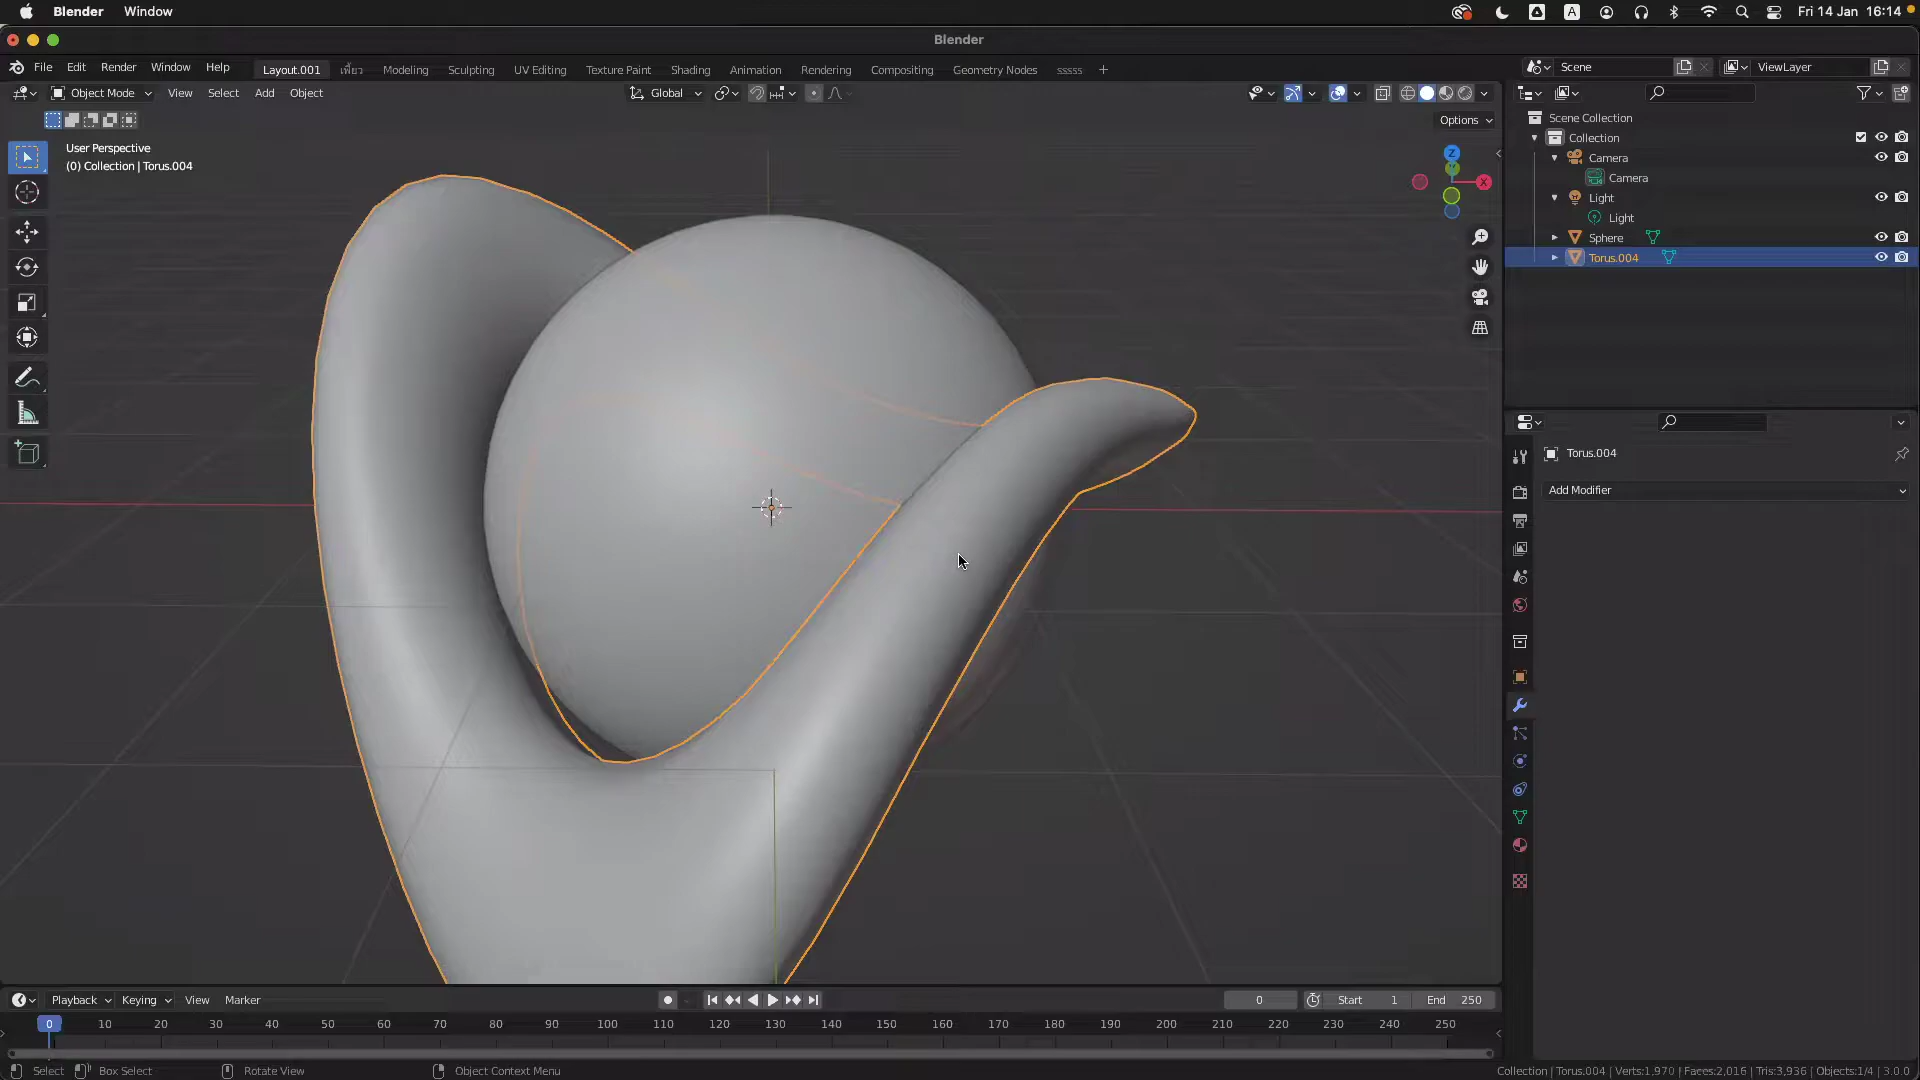 Blender Window Fri 14 Jan 16:14
A
Blender
File Edit Render Window Help Layout.001 เพี้ยว Modeling Sculpting UV Editing Texture Paint Shading Animation Rendering Compositing Geometry Nodes sssss + Scene ViewLayer
Object Mode View Select Add Object Global
Options
User Perspective
(0) Collection | Torus.004
Z
X
Scene Collection
Collection
Camera
Camera
Light
Light
Sphere
Torus.004
Torus.004
Add Modifier
Playback Keying View Marker 0 Start 1 End 250
0 10 20 30 40 50 60 70 80 90 100 110 120 130 140 150 160 170 180 190 200 210 220 230 240 250
Select Box Select Rotate View Object Context Menu Collection | Torus.004 | Verts:1,970 | Faces:2,016 | Tris:3,936 | Objects:1/4 | 3.0.0